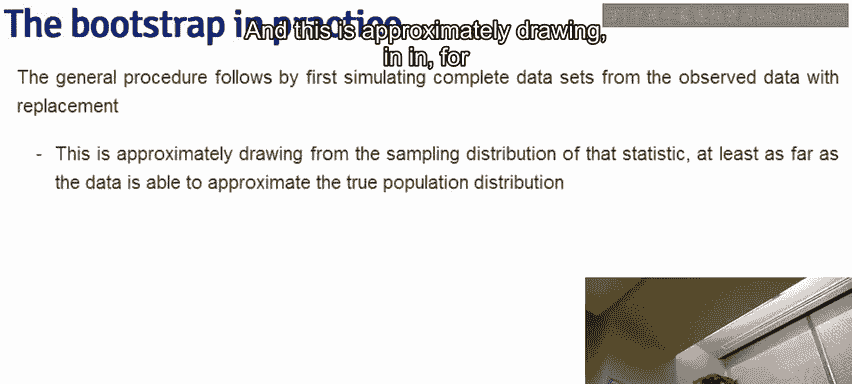 The bootstrap in practice
And this is approximately drawing,
in in, for
The general procedure follows by first simulating complete data sets from the observed data with
replacement
- This is approximately drawing from the sampling distribution of that statistic, at least as far as
the data is able to approximate the true population distribution